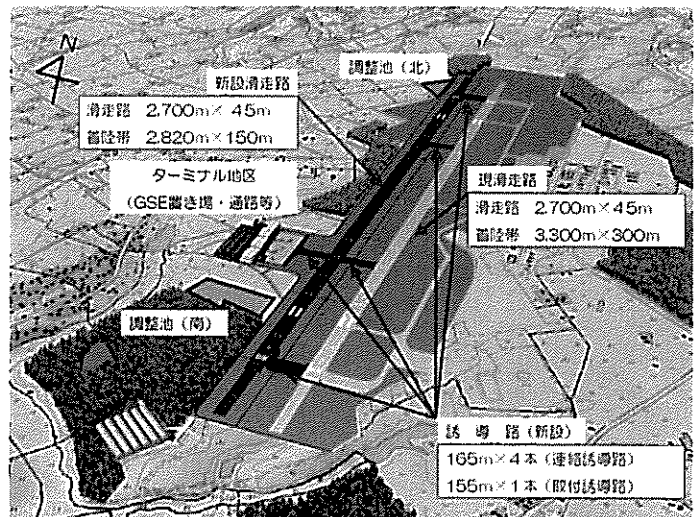 N
調整池（北）
新設滑走路
滑走路 2.700m×45m
着陸帯 2.820m×150m
ターミナル地区
（GSE置き場・通路等）
現滑走路
滑走路 2.700m×45m
着陸帯 3.300m×300m
調整池（南）
誘導路（新設）
165m×4本（連絡誘導路）
155m×1本（取付誘導路）